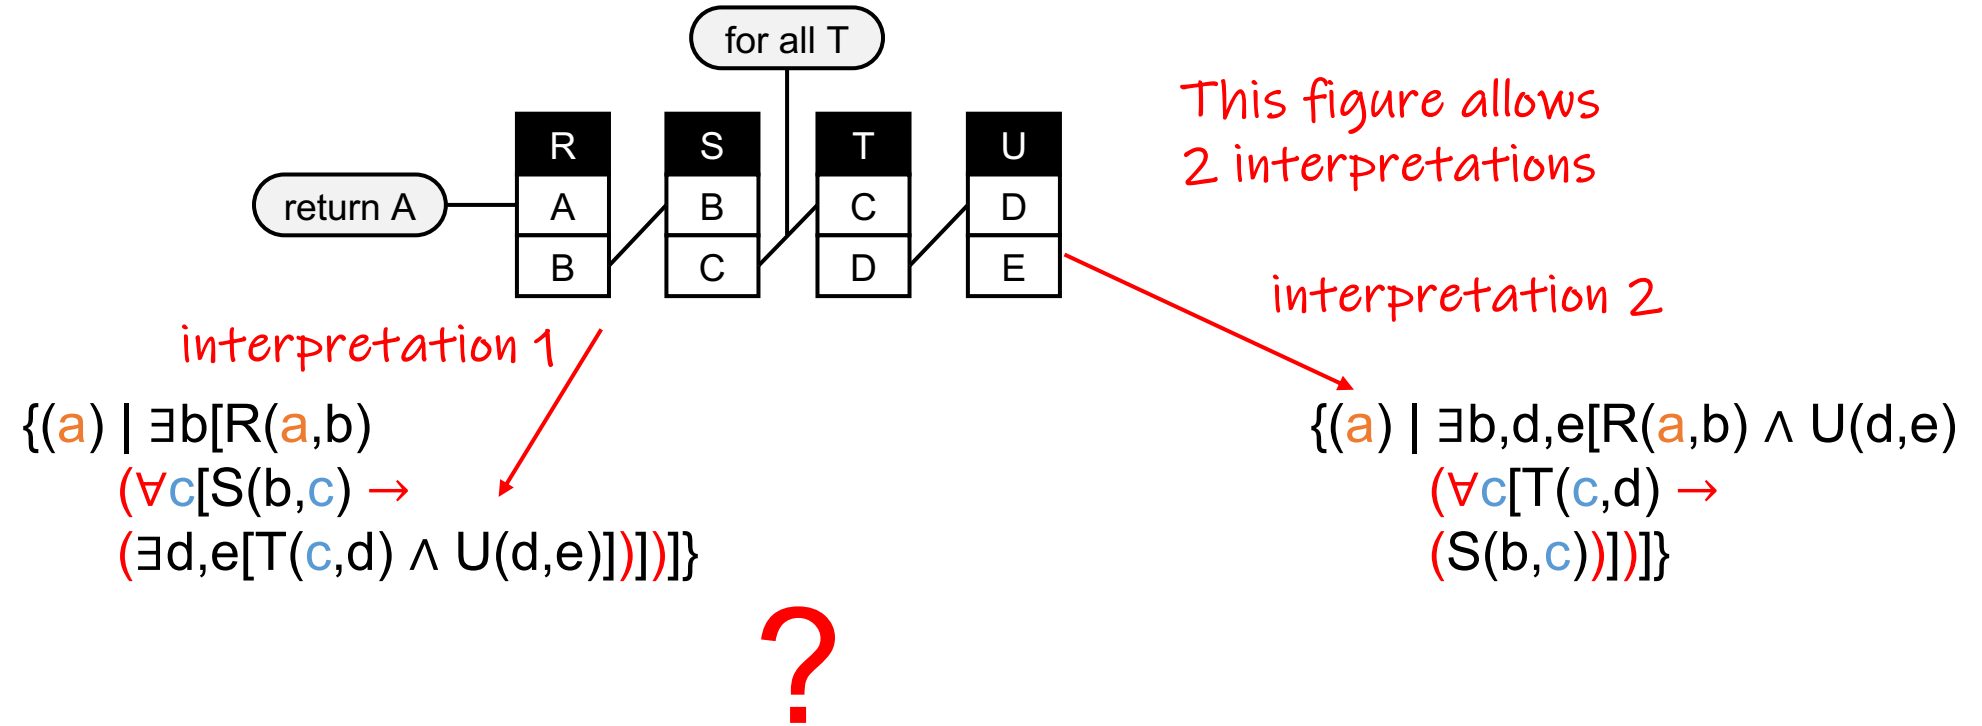 for all T
This figure allows
2 interpretations
R S T U
return A
A B C D
B C D E
interpretation 2
interpretation 1
{(a) | ∃b[R(a,b)
(∀c[S(b,c) →
(∃d,e[T(c,d) ∧ U(d,e)])])]}
{(a) | ∃b,d,e[R(a,b) ∧ U(d,e)
(∀c[T(c,d) →
(S(b,c))])]}
?